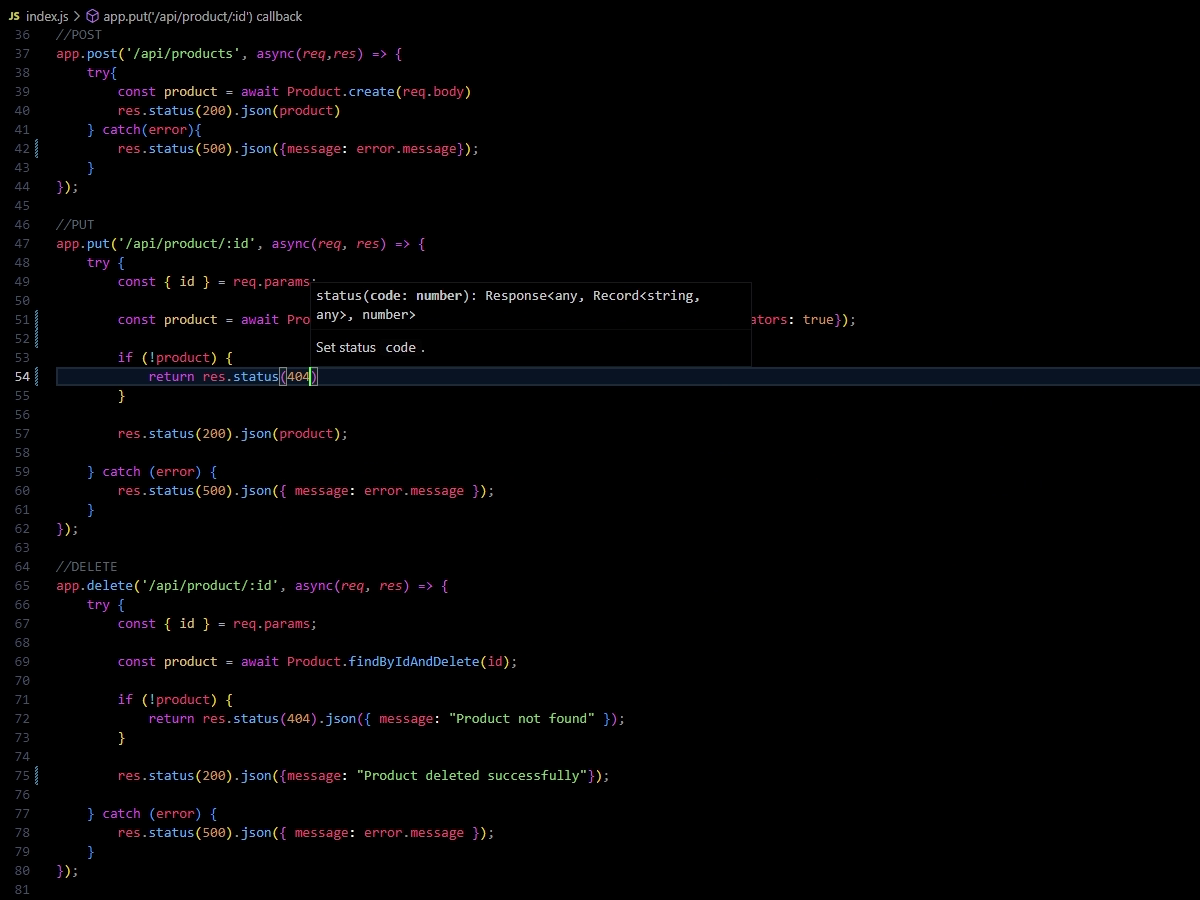 JS index.js > app.put('/api/product/:id') callback
36 //POST
37 app.post('/api/products', async(req,res) => {
38 try{
39 const product = await Product.create(req.body)
40 res.status(200).json(product)
41 } catch(error){
42 res.status(500).json({message: error.message});
43 }
44 });
45
46 //PUT
47 app.put('/api/product/:id', async(req, res) => {
48 try {
49 const { id } = req.params;
50
status(code: number): Response<any, Record<string,
any>, number>
51 const product = await Pro ators: true});
52
Set status code .
53 if (!product) {
54 return res.status(404)
55 }
56
57 res.status(200).json(product);
58
59 } catch (error) {
60 res.status(500).json({ message: error.message });
61 }
62 });
63
64 //DELETE
65 app.delete('/api/product/:id', async(req, res) => {
66 try {
67 const { id } = req.params;
68
69 const product = await Product.findByIdAndDelete(id);
70
71 if (!product) {
72 return res.status(404).json({ message: "Product not found" });
73 }
74
75 res.status(200).json({message: "Product deleted successfully"});
76
77 } catch (error) {
78 res.status(500).json({ message: error.message });
79 }
80 });
81